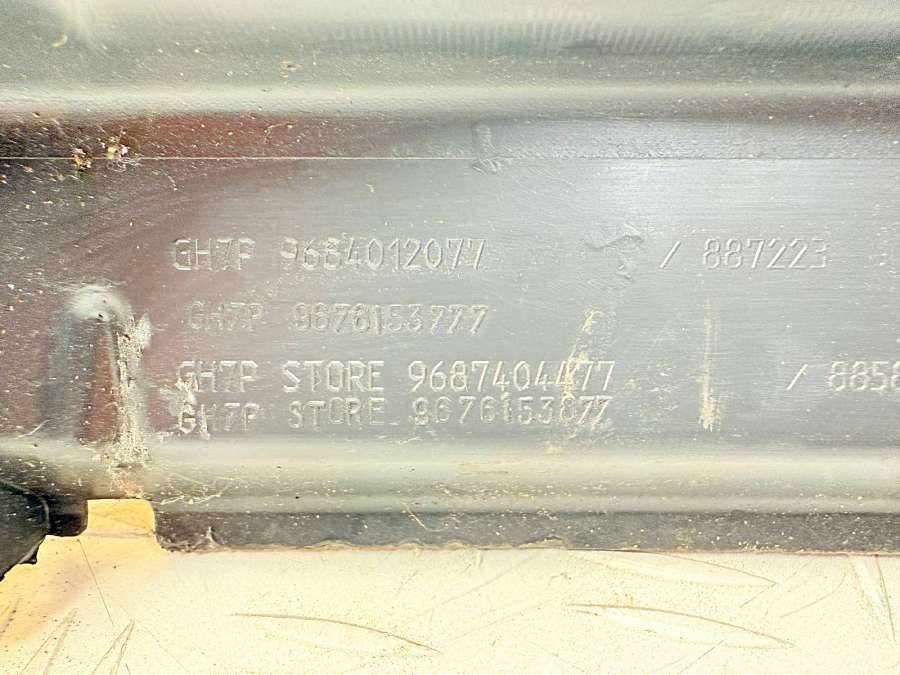 GH7P 9684012077 / 887223
GH7P 9676153777
GH7P STORE 9687404477 / 8858
GH7P STORE 9676153877